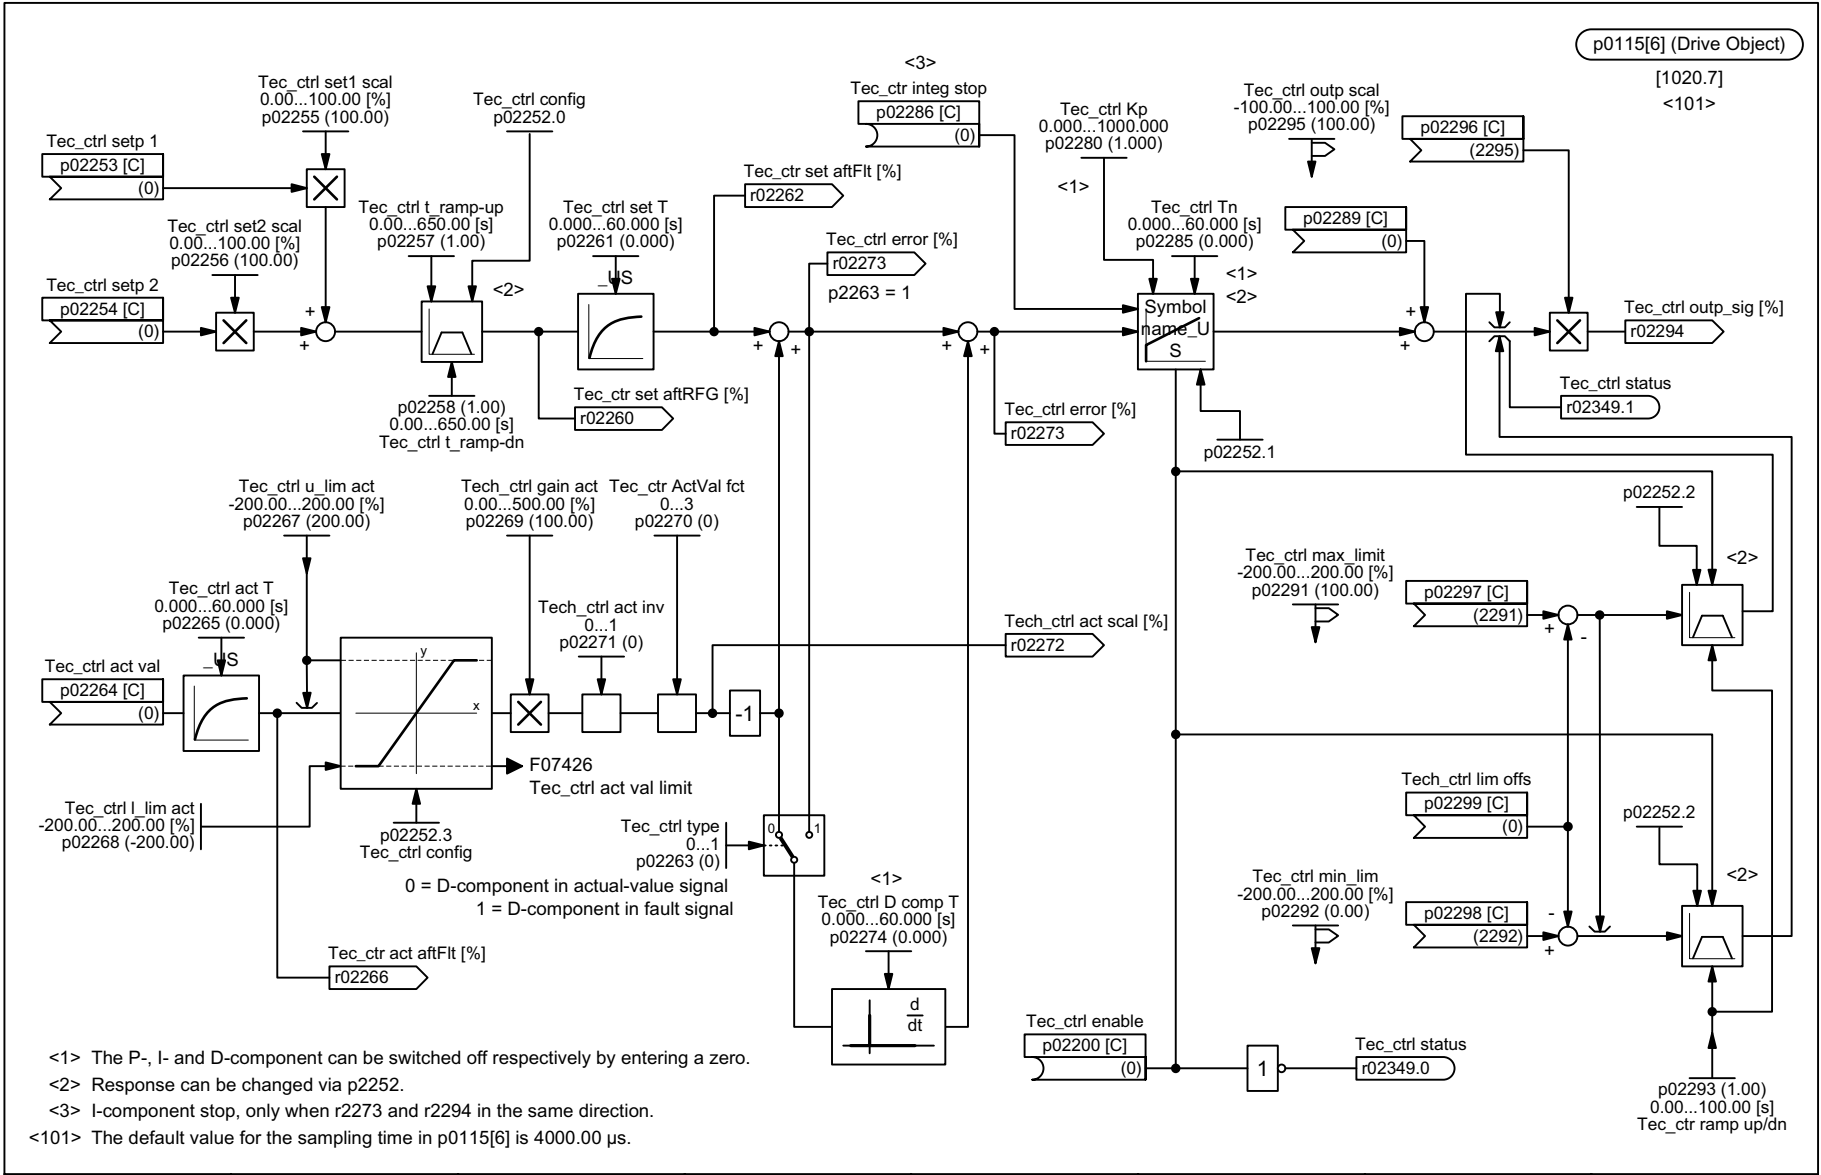 p0115[6] (Drive Object)
[1020.7]
<101>
Tec_ctrl set1 scal
0.00...100.00 [%]
p02255 (100.00)
Tec_ctrl config
p02252.0
<3>
Tec_ctr integ stop
p02286 [C]
(0)
Tec_ctrl Kp
0.000...1000.000
p02280 (1.000)
<1>
Tec_ctrl outp scal
-100.00...100.00 [%]
p02295 (100.00)
p02296 [C]
(2295)
Tec_ctrl setp 1
p02253 [C]
(0)
Tec_ctrl set2 scal
0.00...100.00 [%]
p02256 (100.00)
Tec_ctrl t_ramp-up
0.00...650.00 [s]
p02257 (1.00)
<2>
Tec_ctrl set T
0.000...60.000 [s]
p02261 (0.000)
_US
Tec_ctr set aftFlt [%]
r02262
Tec_ctrl error [%]
r02273
p2263 = 1
Tec_ctrl Tn
0.000...60.000 [s]
p02285 (0.000)
<1>
<2>
p02289 [C]
(0)
Tec_ctrl setp 2
p02254 [C]
(0)
+
+
+
+
+
+
Symbol
name_U
S
+
+
Tec_ctrl outp_sig [%]
r02294
Tec_ctrl status
r02349.1
p02258 (1.00)
0.00...650.00 [s]
Tec_ctrl t_ramp-dn
Tec_ctr set aftRFG [%]
r02260
Tec_ctrl error [%]
r02273
p02252.1
Tec_ctrl u_lim act
-200.00...200.00 [%]
p02267 (200.00)
Tech_ctrl gain act
0.00...500.00 [%]
p02269 (100.00)
Tec_ctr ActVal fct
0...3
p02270 (0)
p02252.2
<2>
Tec_ctrl max_limit
-200.00...200.00 [%]
p02291 (100.00)
p02297 [C]
(2291)
+
-
Tec_ctrl act T
0.000...60.000 [s]
p02265 (0.000)
_US
Tech_ctrl act inv
0...1
p02271 (0)
Tech_ctrl act scal [%]
r02272
Tec_ctrl act val
p02264 [C]
(0)
y
x
-1
F07426
Tec_ctrl act val limit
Tec_ctrl l_lim act
-200.00...200.00 [%]
p02268 (-200.00)
p02252.3
Tec_ctrl config
Tec_ctrl type
0...1
p02263 (0)
0
1
0 = D-component in actual-value signal
1 = D-component in fault signal
Tech_ctrl lim offs
p02299 [C]
(0)
p02252.2
<2>
<1>
Tec_ctrl D comp T
0.000...60.000 [s]
p02274 (0.000)
Tec_ctrl min_lim
-200.00...200.00 [%]
p02292 (0.00)
p02298 [C]
(2292)
-
+
Tec_ctr act aftFlt [%]
r02266
d
dt
Tec_ctrl enable
p02200 [C]
(0)
1
Tec_ctrl status
r02349.0
p02293 (1.00)
0.00...100.00 [s]
Tec_ctr ramp up/dn
<1> The P-, I- and D-component can be switched off respectively by entering a zero.
<2> Response can be changed via p2252.
<3> I-component stop, only when r2273 and r2294 in the same direction.
<101> The default value for the sampling time in p0115[6] is 4000.00 µs.